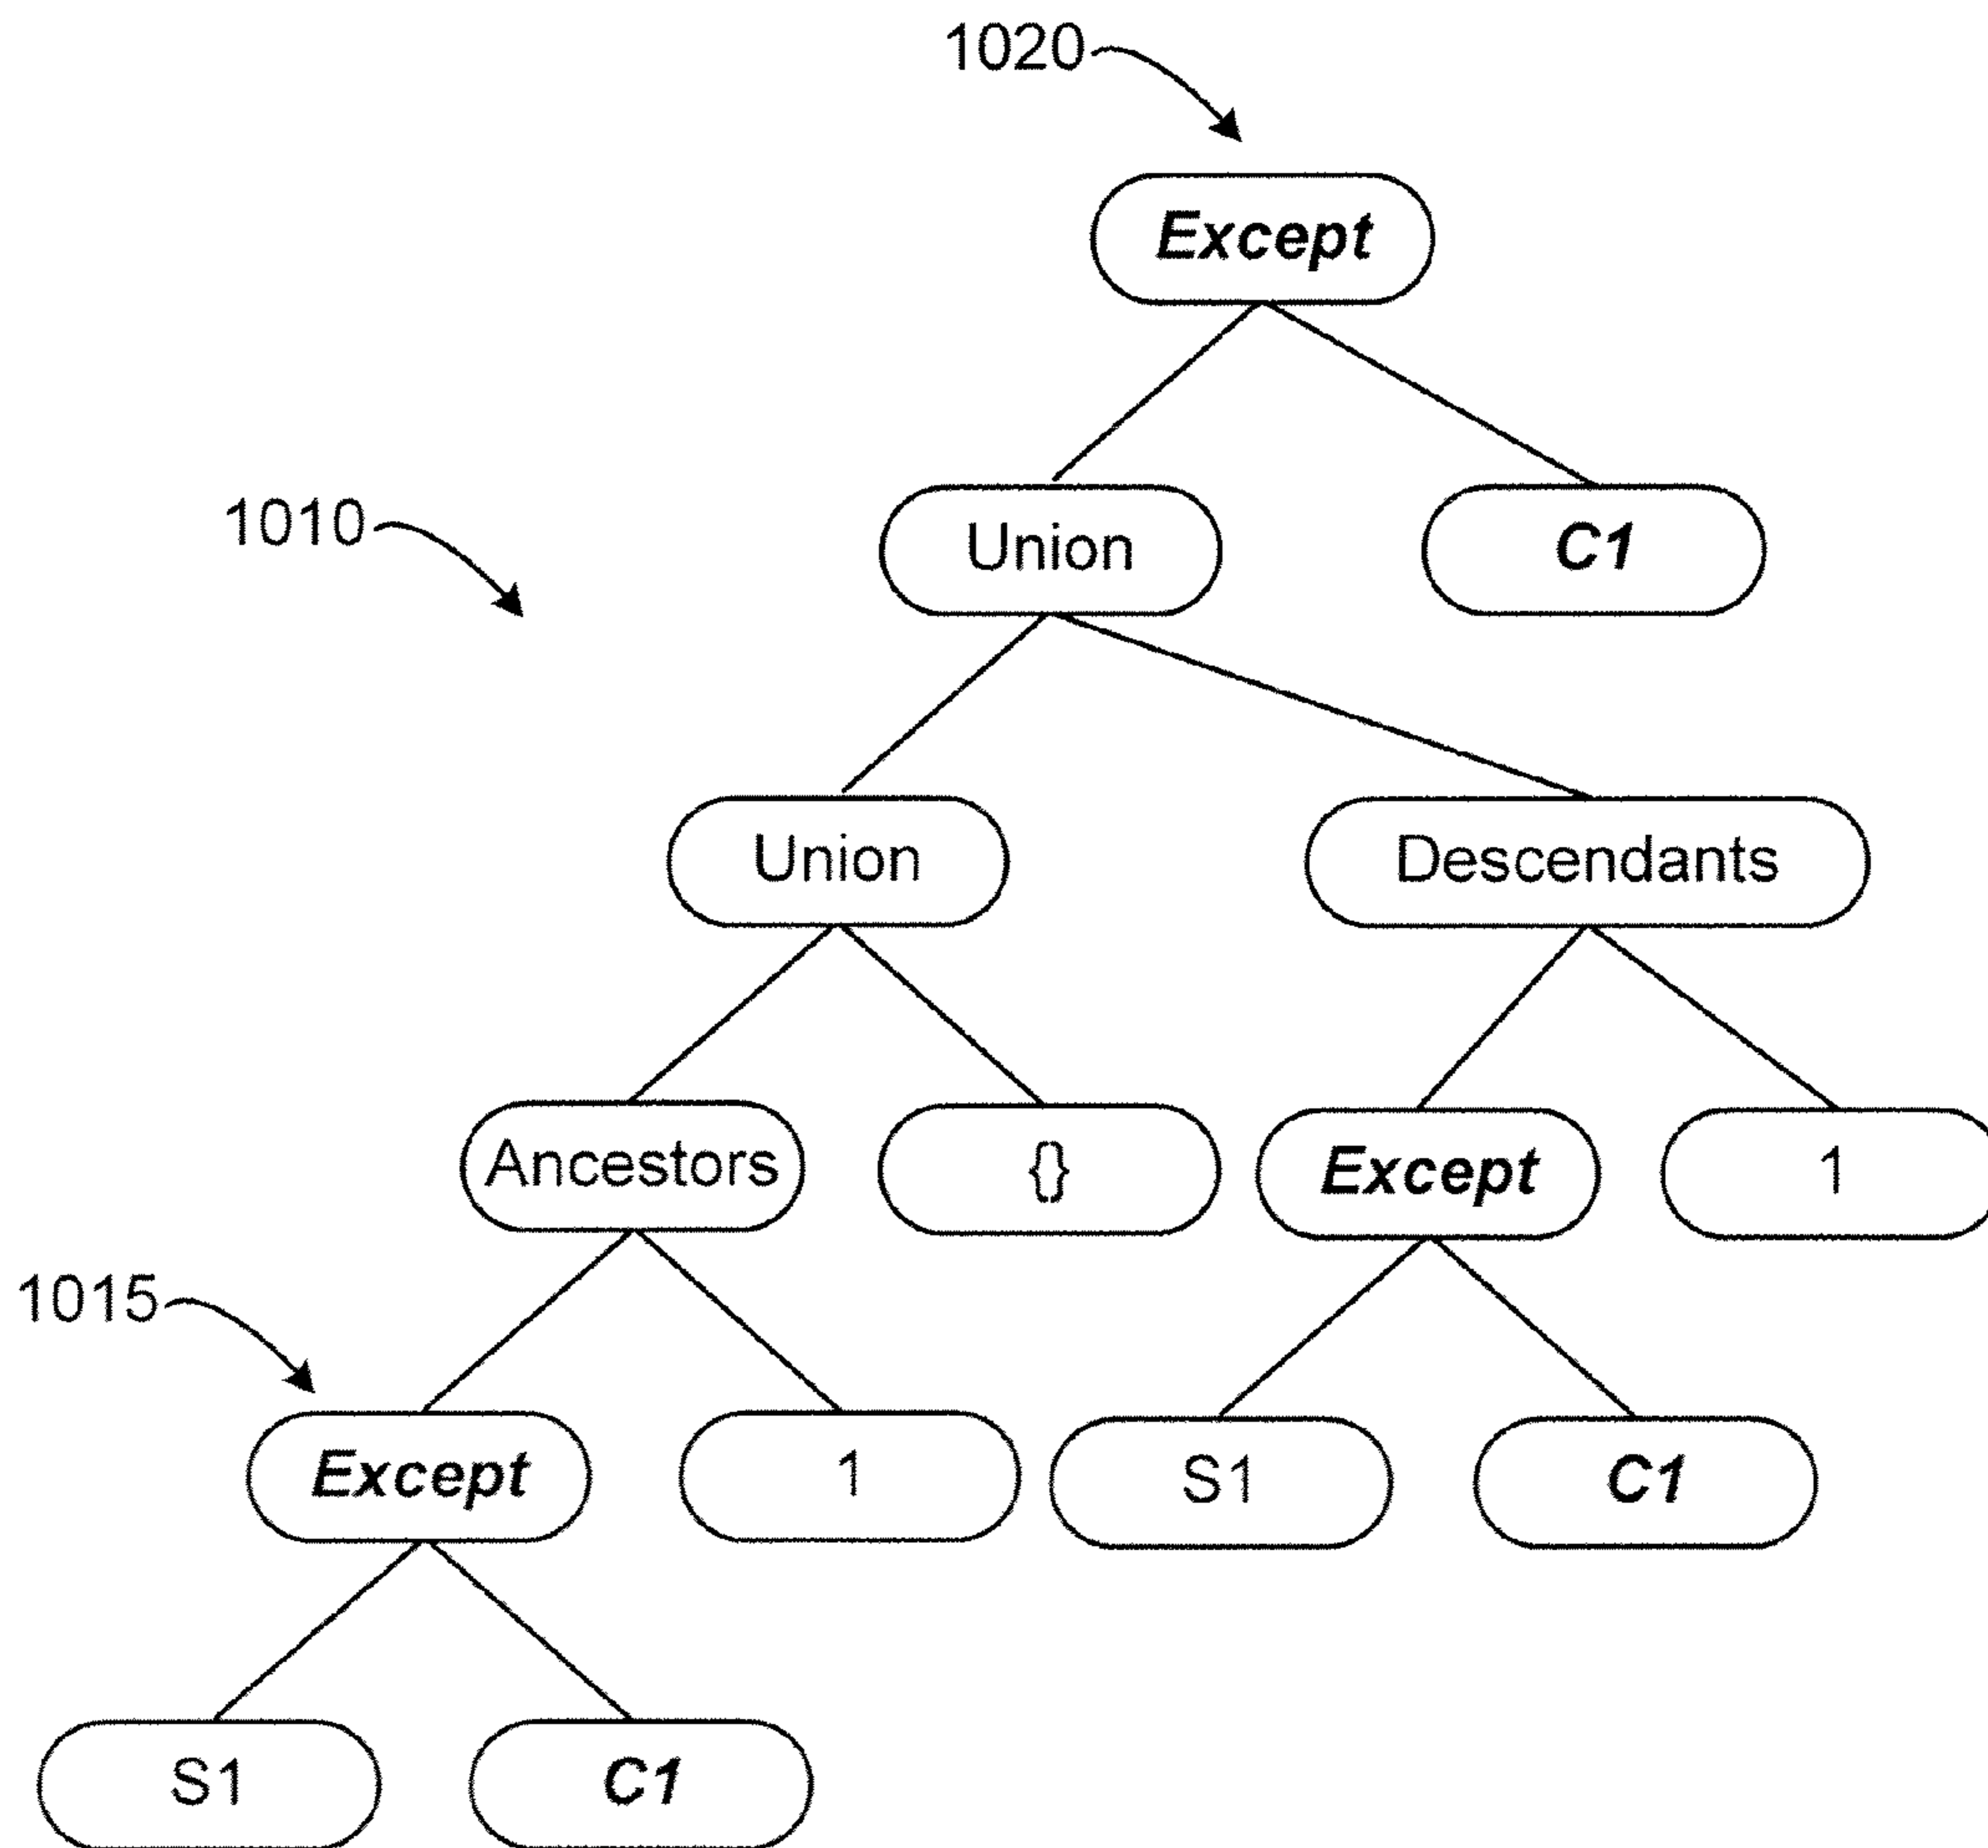 1020
Except
1010
Union
C1
Union
Descendants
Ancestors
{}
Except
1
1015
Except
1
S1
C1
S1
C1